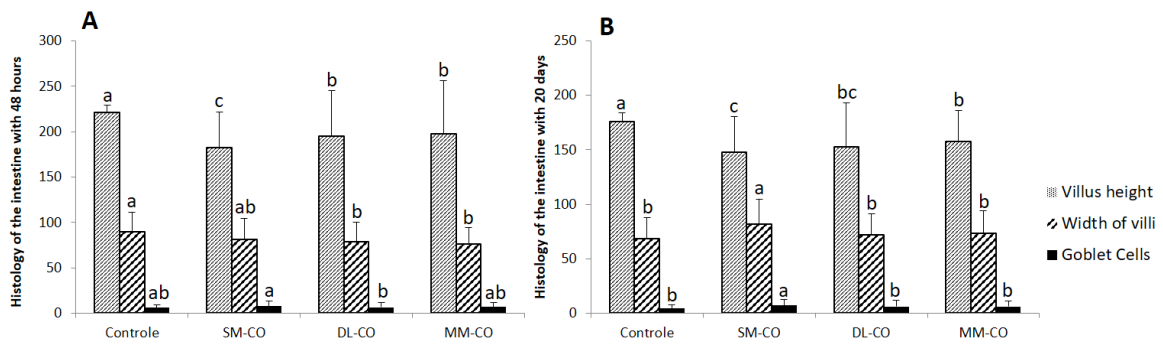 A
Histology of the intestine with 48 hours
300
250
200
150
100
50
0
a
a
ab
c
ab
a
b
b
b
b
b
ab
Controle SM-CO DL-CO MM-CO
B
Histology of the intestine with 20 days
250
200
150
100
50
0
a
b
b
c
a
a
bc
b
b
b
b
b
Controle SM-CO DL-CO MM-CO
Villus height
Width of villi
Goblet Cells